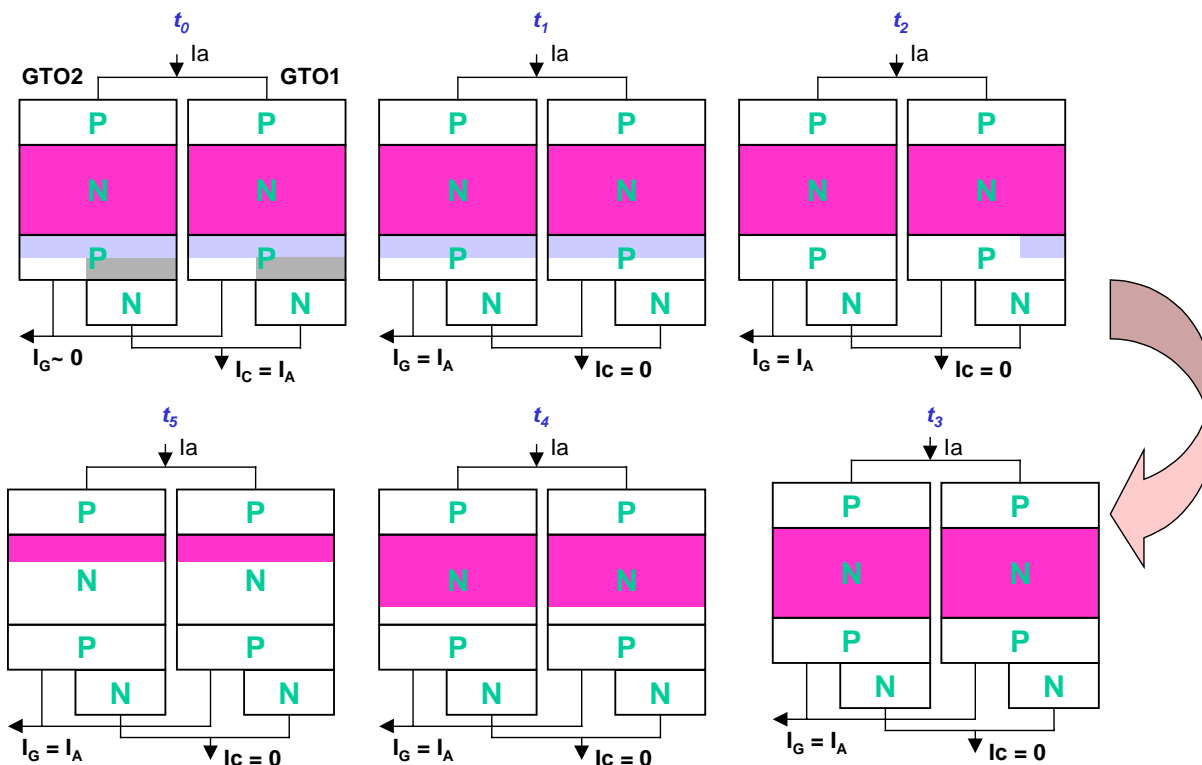 t0 t1 t2
Ia Ia Ia
GTO2 GTO1
P P P P P P
N N N N N N
P P P P P P
N N N N N N
IG~ 0 IG = IA IG = IA
IC = IA Ic = 0 Ic = 0
t5 t4 t3
Ia Ia Ia
P P P P P P
N N N N N N
P P P P P P
N N N N N N
IG = IA IG = IA IG = IA
Ic = 0 Ic = 0 Ic = 0